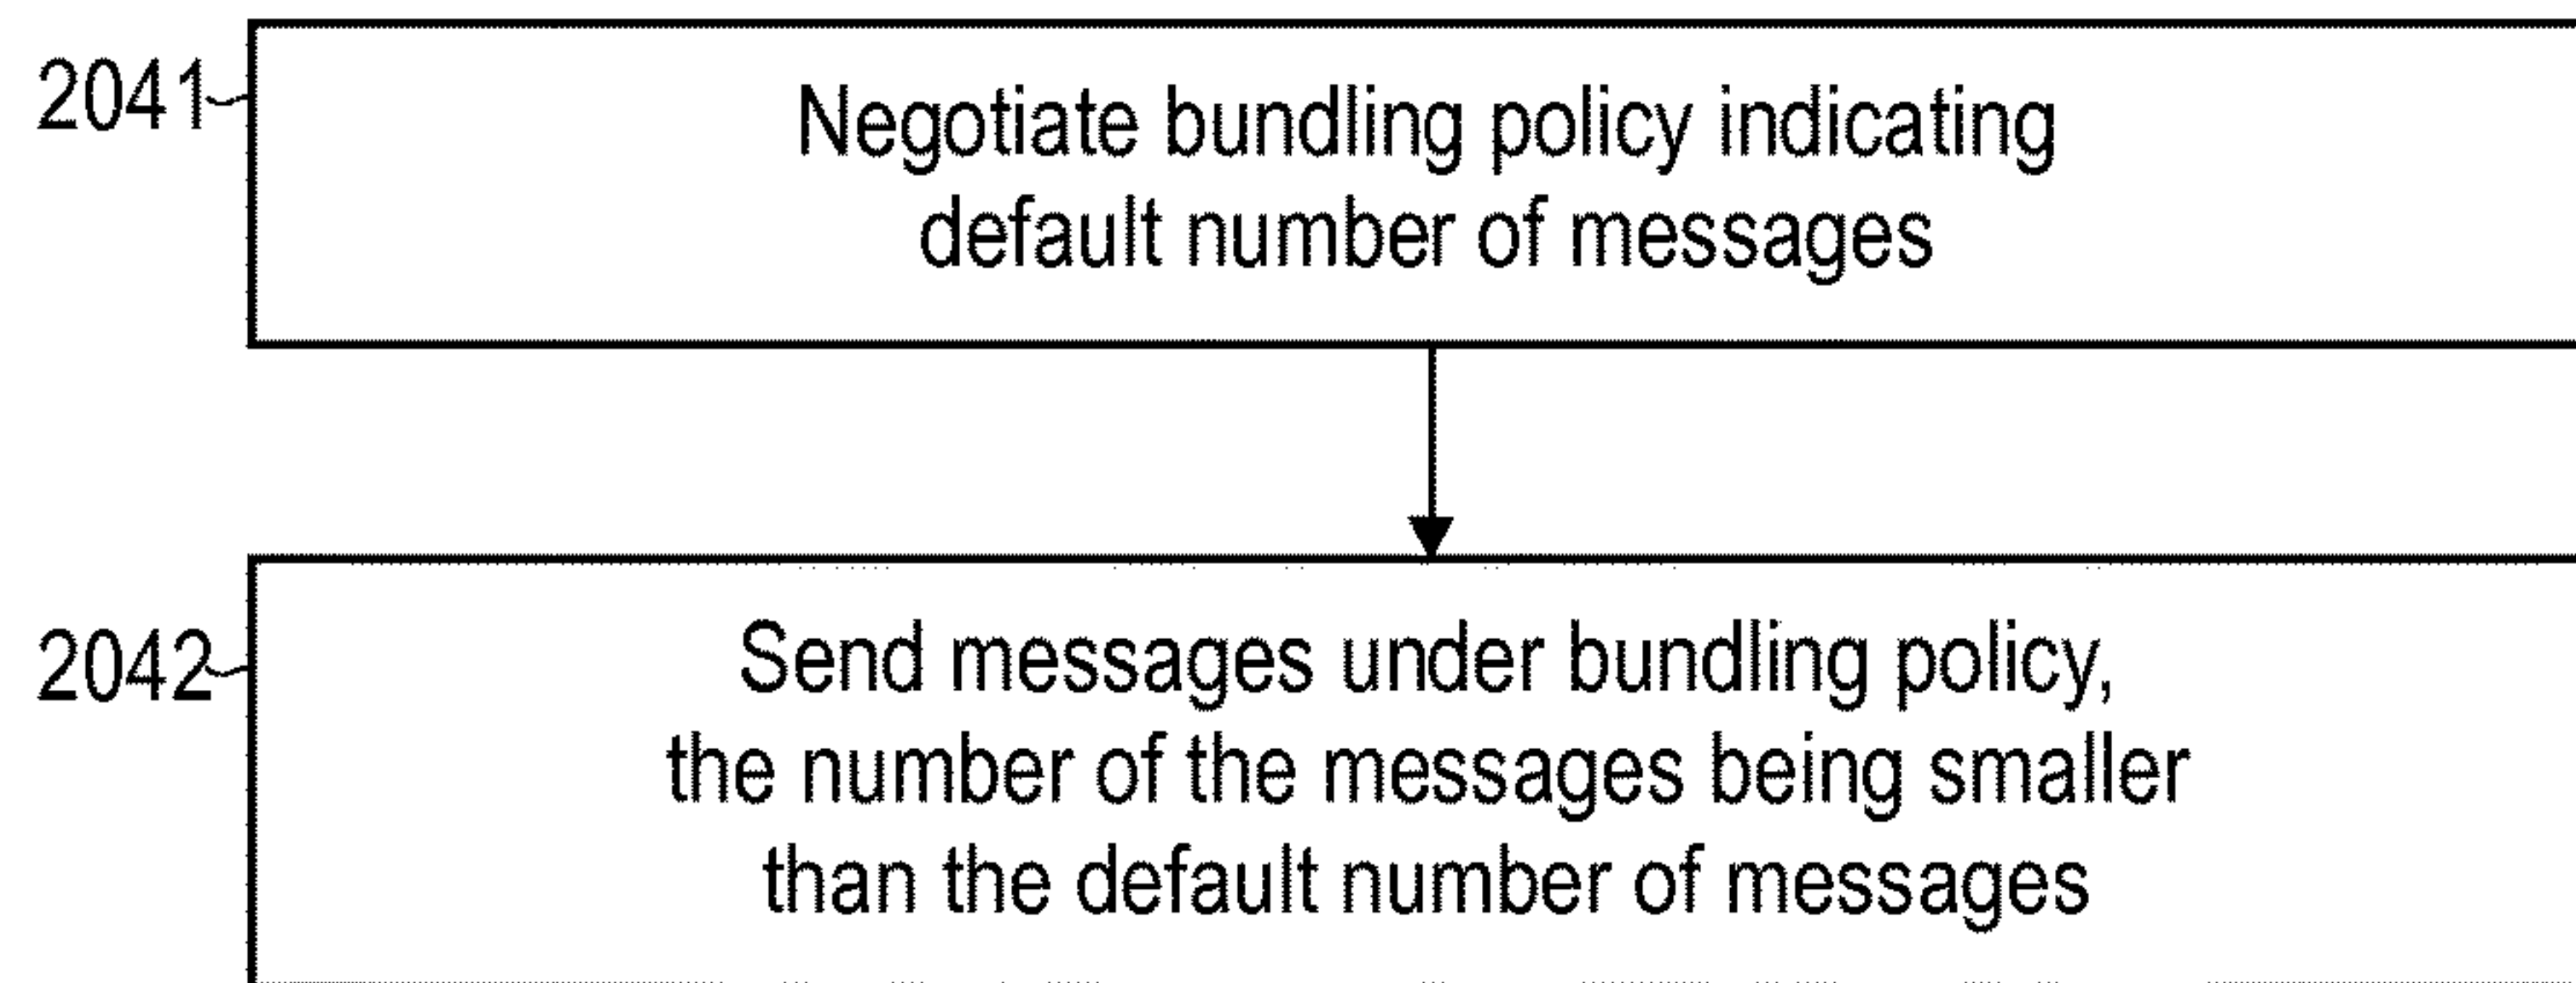 2041
Negotiate bundling policy indicating
default number of messages
2042
Send messages under bundling policy,
the number of the messages being smaller
than the default number of messages